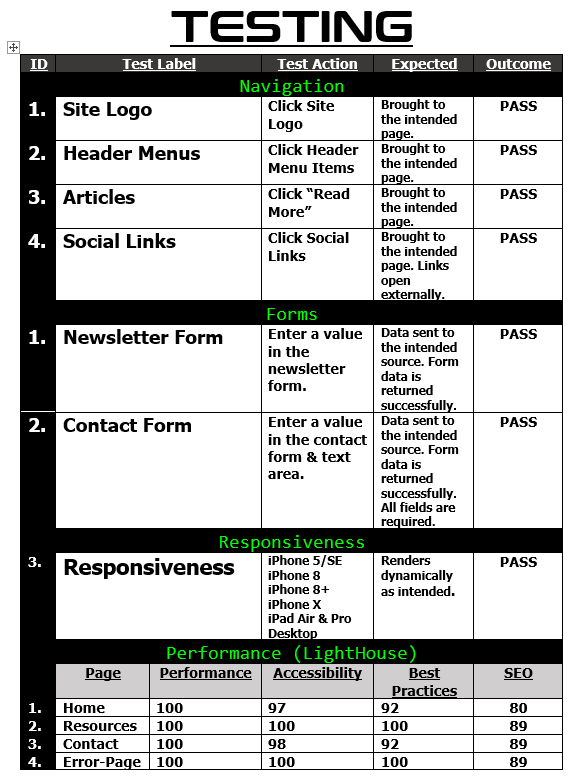 TESTING
ID Test Label Test Action Expected Outcome
Navigation
1. Site Logo Click Site Logo Brought to the intended page. PASS
2. Header Menus Click Header Menu Items Brought to the intended page. PASS
3. Articles Click “Read More” Brought to the intended page. PASS
4. Social Links Click Social Links Brought to the intended page. Links open externally. PASS
Forms
1. Newsletter Form Enter a value in the newsletter form. Data sent to the intended source. Form data is returned successfully. PASS
2. Contact Form Enter a value in the contact form & text area. Data sent to the intended source. Form data is returned successfully. All fields are required. PASS
Responsiveness
3. Responsiveness iPhone 5/SE iPhone 8 iPhone 8+ iPhone X iPad Air & Pro Desktop Renders dynamically as intended. PASS
Performance (LightHouse)
Page Performance Accessibility Best Practices SEO
1. Home 100 97 92 80
2. Resources 100 100 100 89
3. Contact 100 98 92 89
4. Error-Page 100 100 100 89